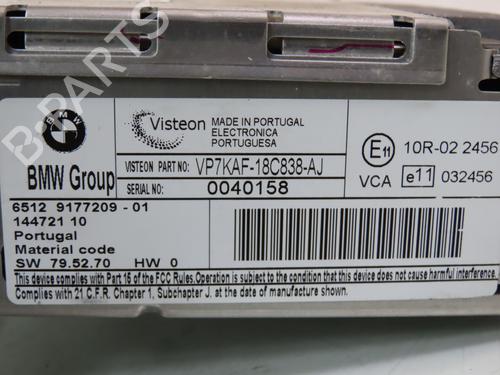 B-PARTS
BMW
BMW Group
Visteon
MADE IN PORTUGAL
ELECTRONICA
PORTUGUESA
VISTEON PART NO: VP7KAF-18C838-AJ
SERIAL NO: 0040158
E11 10R-02 2456
VCA e11 032456
6512 9177209 - 01
144721 10
Portugal
Material code
SW 79.52.70 HW 0
This device complies with Part 15 of the FCC Rules. Operation is subject to the condition that this device does not cause harmful interference.
Complies with 21 C.F.R. Chapter 1, Subchapter J. at the date of manufacture shown.